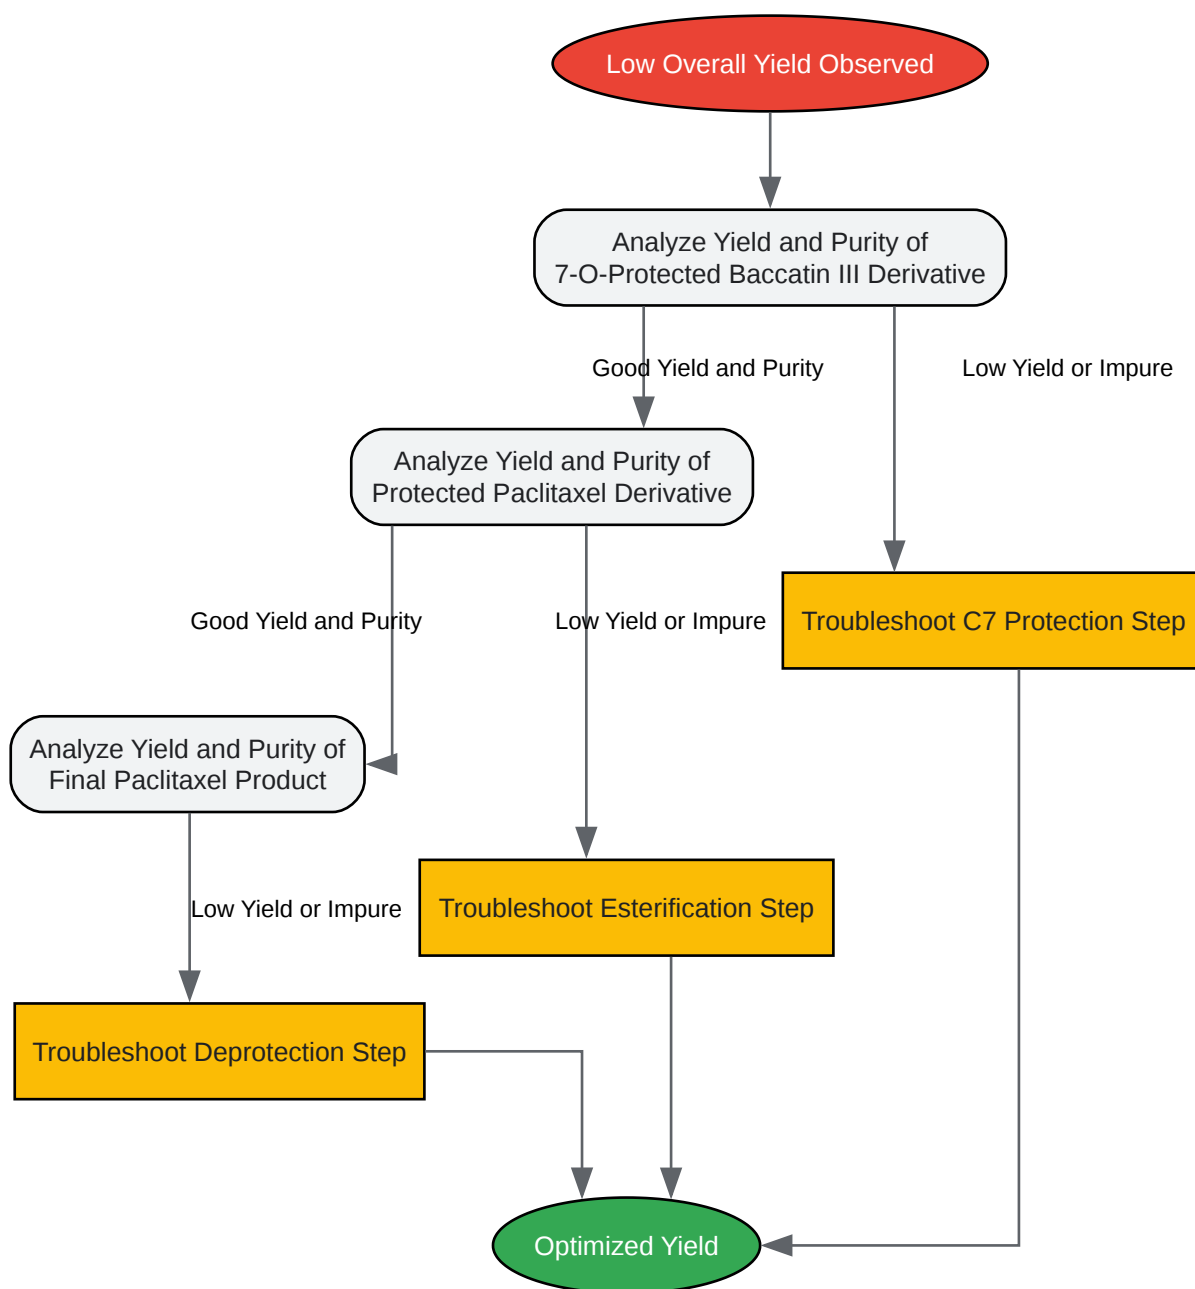 Low Overall Yield Observed
Analyze Yield and Purity of
7-O-Protected Baccatin III Derivative
Good Yield and Purity
Low Yield or Impure
Analyze Yield and Purity of
Protected Paclitaxel Derivative
Good Yield and Purity
Low Yield or Impure
Troubleshoot C7 Protection Step
Analyze Yield and Purity of
Final Paclitaxel Product
Low Yield or Impure
Troubleshoot Esterification Step
Troubleshoot Deprotection Step
Optimized Yield